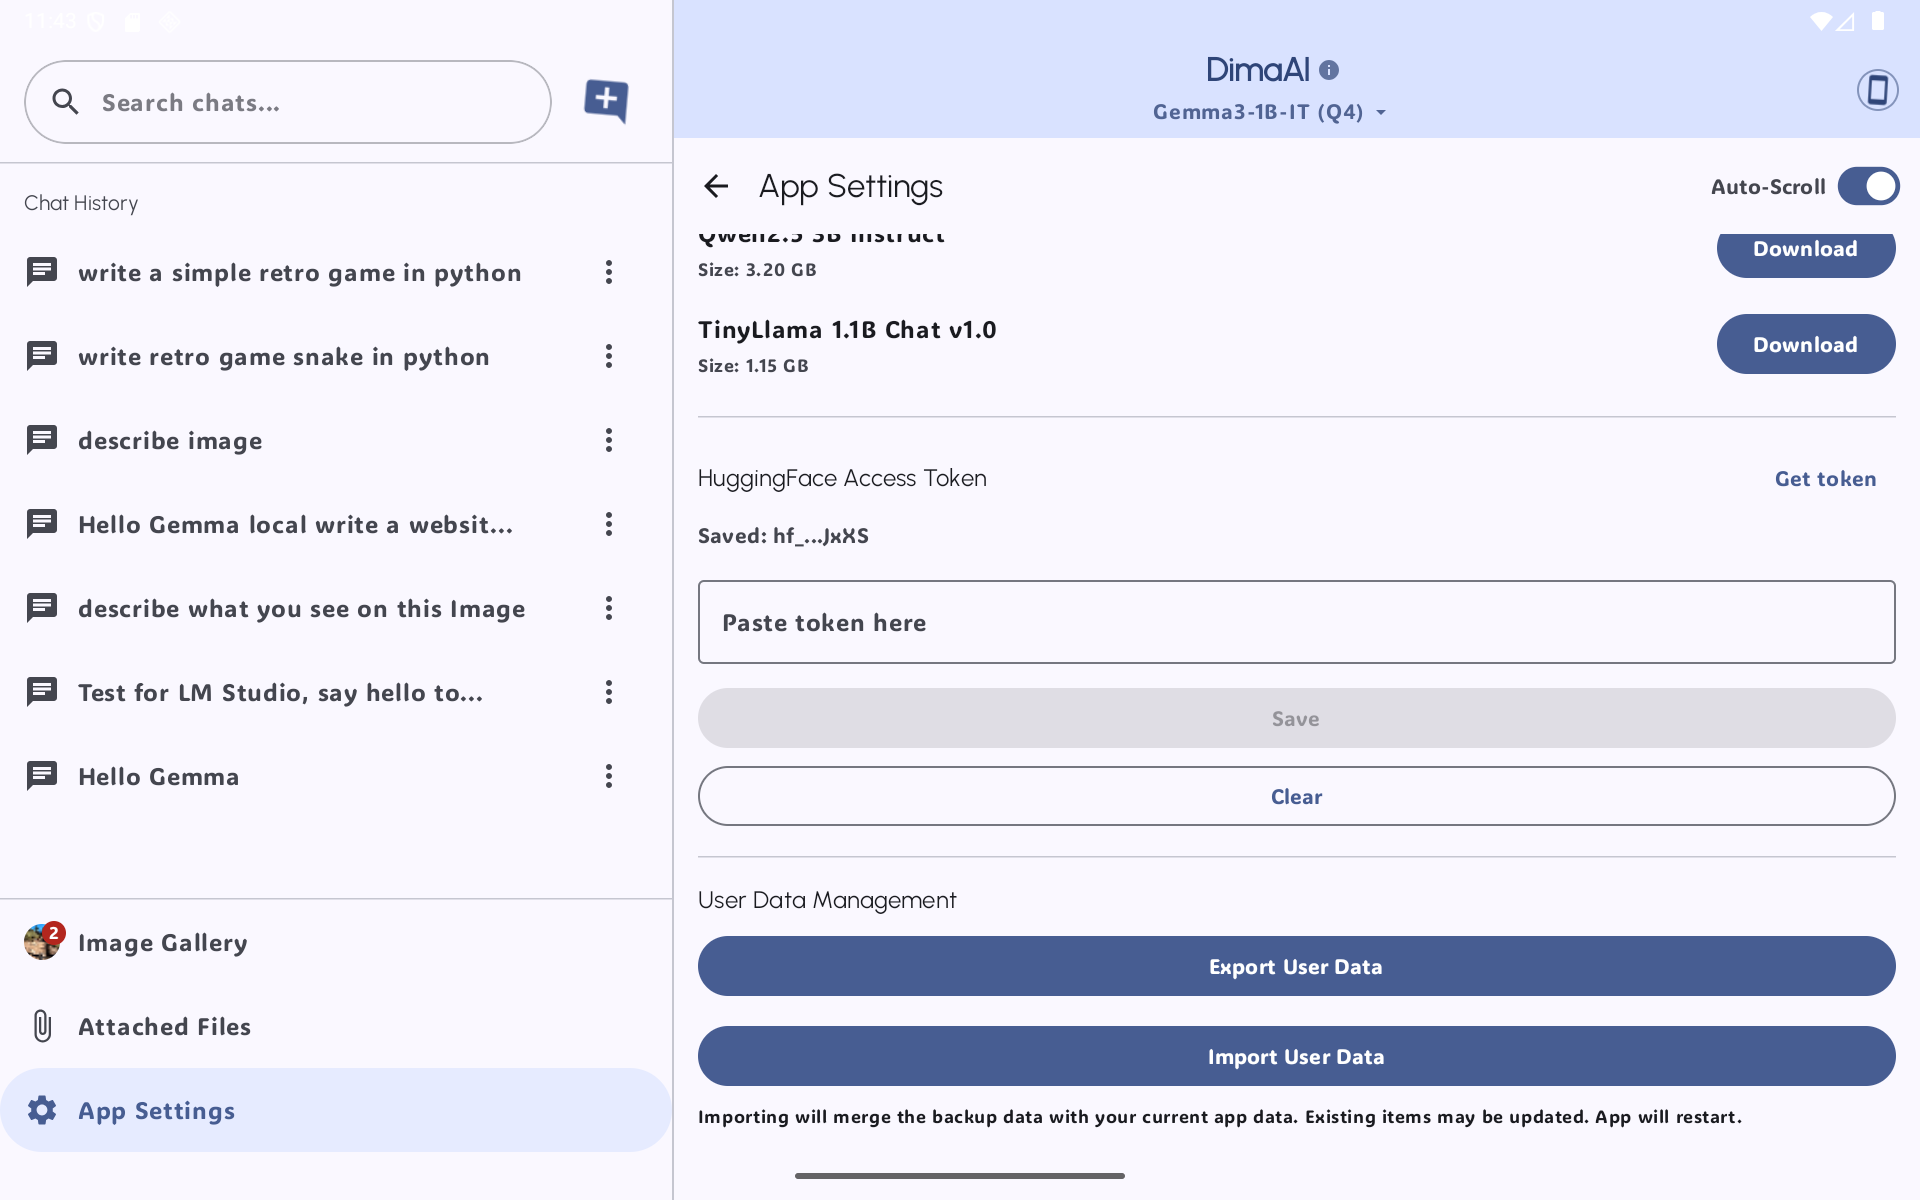 11:43
Search chats...
Chat History
write a simple retro game in python
write retro game snake in python
describe image
Hello Gemma local write a websit...
describe what you see on this Image
Test for LM Studio, say hello to...
Hello Gemma
2
Image Gallery
Attached Files
App Settings
DimaAI
Gemma3-1B-IT (Q4)
App Settings
Auto-Scroll
Qwen2.5 3B Instruct
Size: 3.20 GB
Download
TinyLlama 1.1B Chat v1.0
Size: 1.15 GB
Download
HuggingFace Access Token
Get token
Saved: hf_...JxXS
Paste token here
Save
Clear
User Data Management
Export User Data
Import User Data
Importing will merge the backup data with your current app data. Existing items may be updated. App will restart.